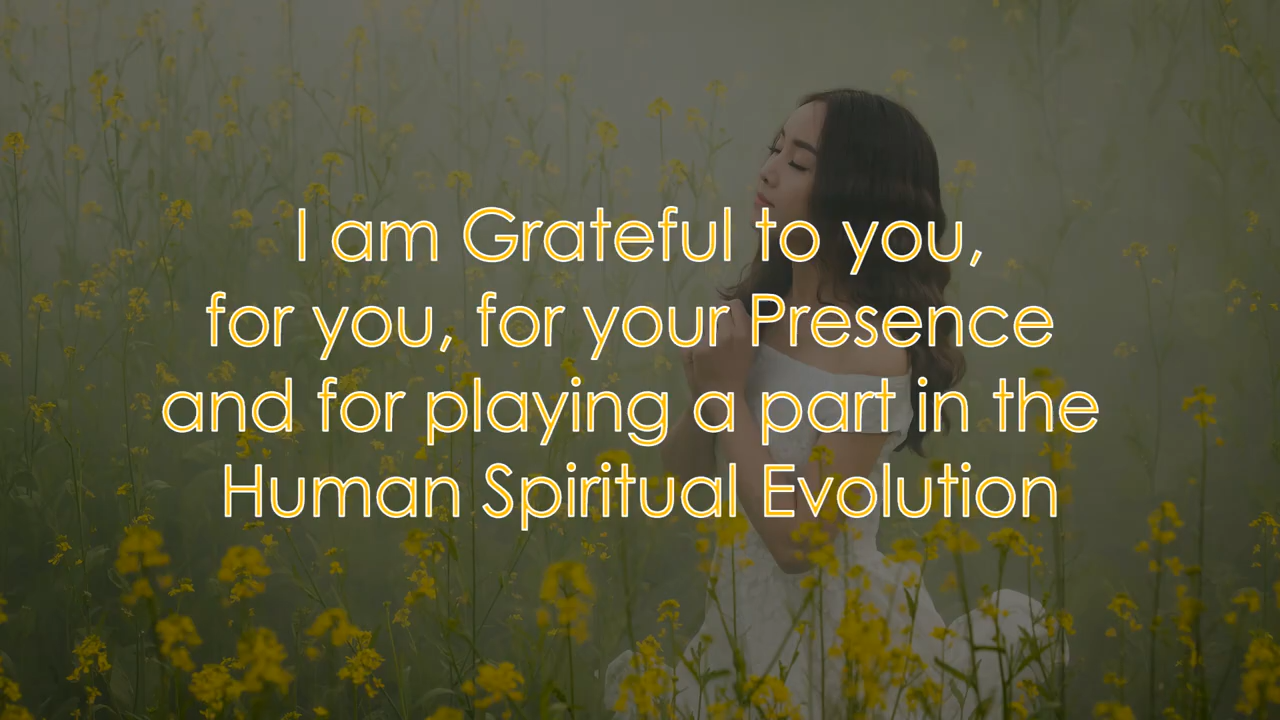 I am Grateful to you,
for you, for your Presence
and for playing a part in the
Human Spiritual Evolution